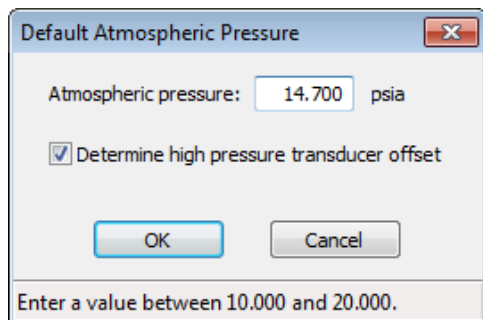 Default Atmospheric Pressure
Atmospheric pressure: 14.700 psia
Determine high pressure transducer offset
OK Cancel
Enter a value between 10.000 and 20.000.